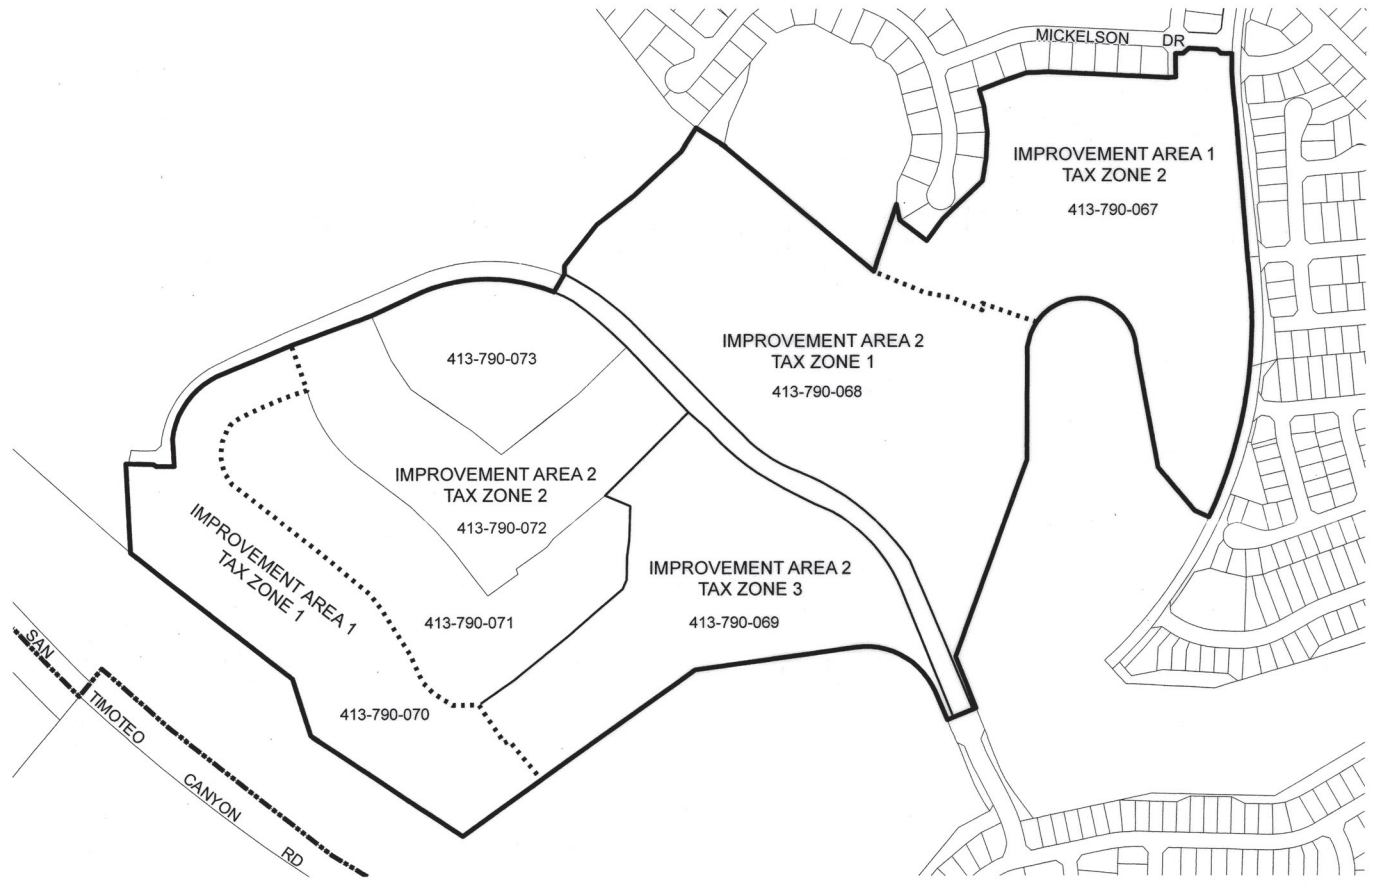 MICKELSON DR
IMPROVEMENT AREA 1
TAX ZONE 2
413-790-067
IMPROVEMENT AREA 2
TAX ZONE 1
413-790-068
413-790-073
IMPROVEMENT AREA 2
TAX ZONE 2
413-790-072
IMPROVEMENT AREA 1
TAX ZONE 1
IMPROVEMENT AREA 2
TAX ZONE 3
413-790-069
413-790-071
413-790-070
SAN TIMOTEO CANYON RD